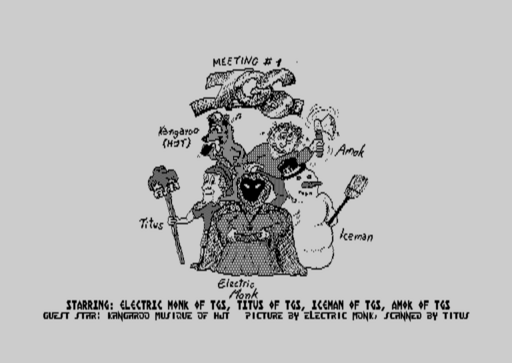 MEETING # 1
TGS
Kangaroo
(HJT)
Amok
Titus
Iceman
Electric
Monk
STARRING: ELECTRIC MONK OF TGS, TITUS OF TGS, ICEMAN OF TGS, AMOK OF TGS
GUEST STAR: KANGAROO MUSIQUE OF HJT PICTURE BY ELECTRIC MONK, SCANNED BY TITUS